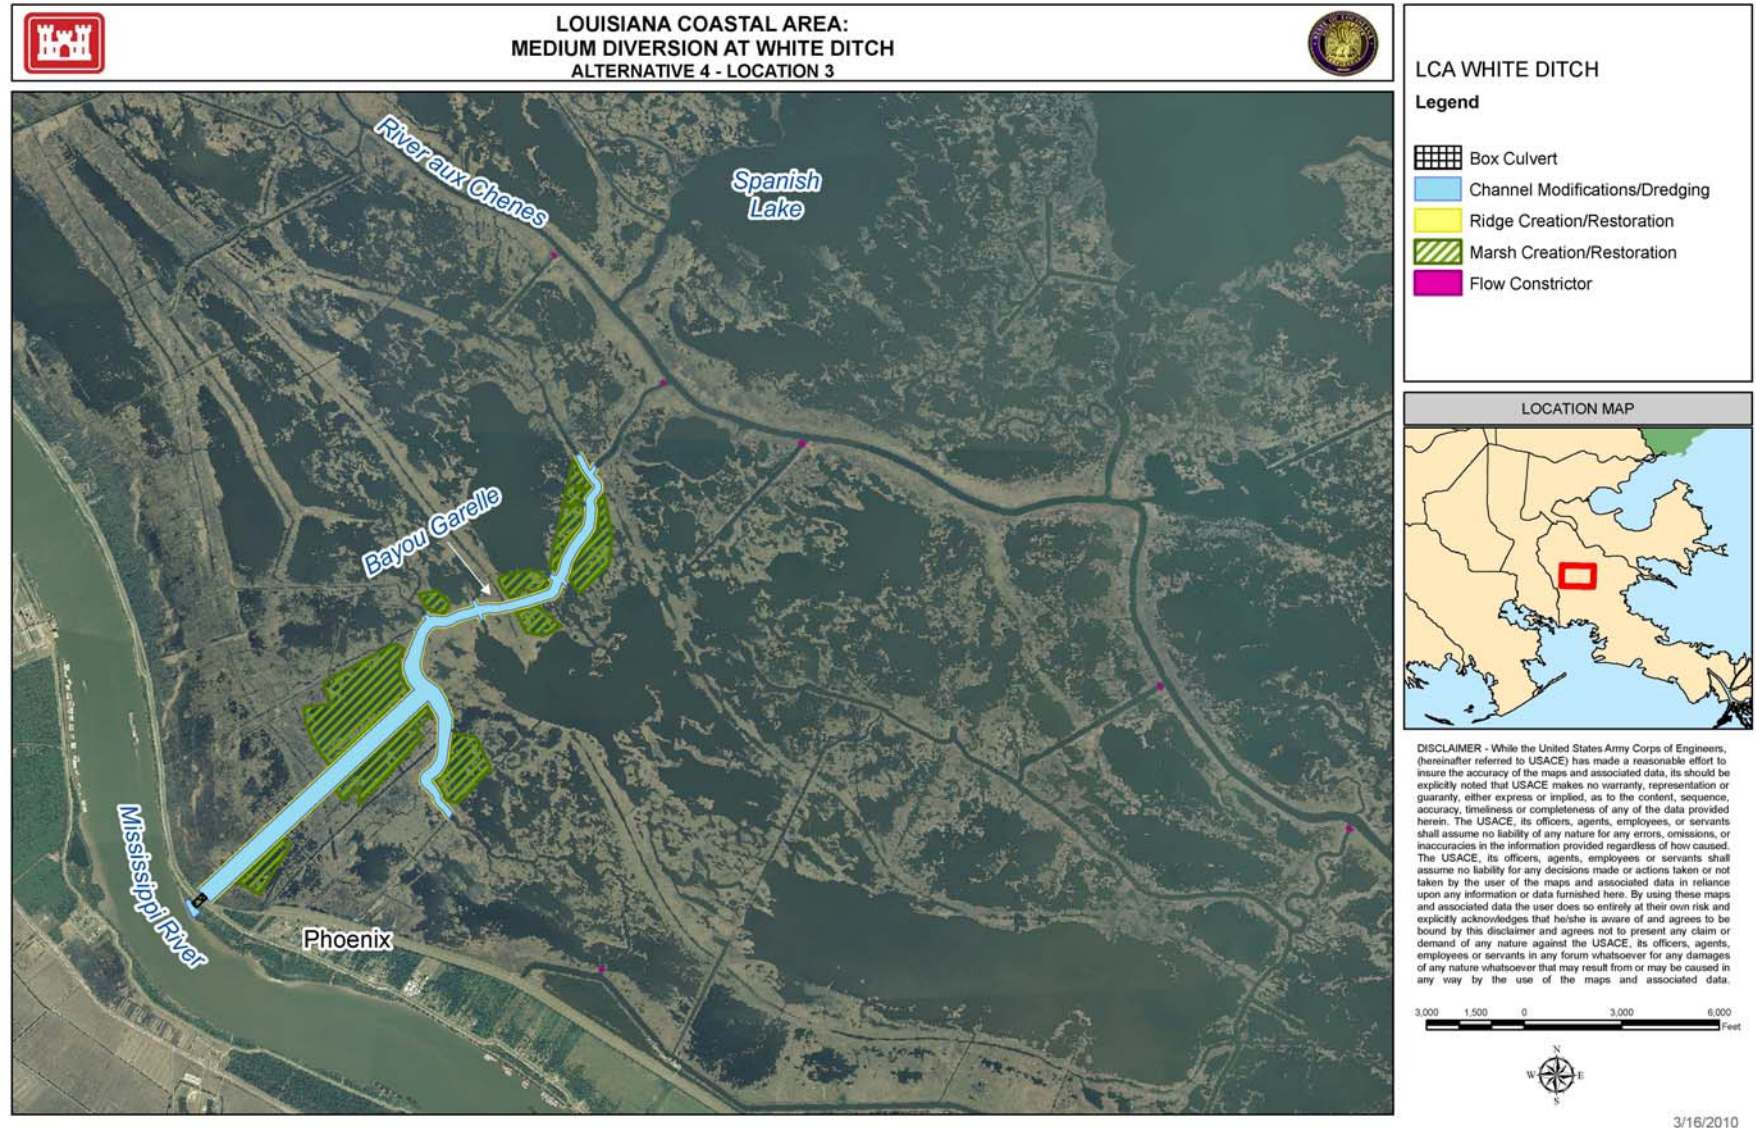 LOUISIANA COASTAL AREA:
MEDIUM DIVERSION AT WHITE DITCH
ALTERNATIVE 4 - LOCATION 3
River aux Chenes
Spanish
Lake
Bayou Garelle
Mississippi River
Phoenix
LCA WHITE DITCH
Legend
Box Culvert
Channel Modifications/Dredging
Ridge Creation/Restoration
Marsh Creation/Restoration
Flow Constrictor
LOCATION MAP
DISCLAIMER - While the United States Army Corps of Engineers,
(hereinafter referred to USACE) has made a reasonable effort to
insure the accuracy of the maps and associated data, its should be
explicitly noted that USACE makes no warranty, representation or
guaranty, either express or implied, as to the content, sequence,
accuracy, timeliness or completeness of any of the data provided
herein. The USACE, its officers, agents, employees, or servants
shall assume no liability of any nature for any errors, omissions, or
inaccuracies in the information provided regardless of how caused.
The USACE, its officers, agents, employees or servants shall
assume no liability for any decisions made or actions taken or not
taken by the user of the maps and associated data in reliance
upon any information or data furnished here. By using these maps
and associated data the user does so entirely at their own risk and
explicitly acknowledges that he/she is aware of and agrees to be
bound by this disclaimer and agrees not to present any claim or
demand of any nature against the USACE, its officers, agents,
employees or servants in any forum whatsoever for any damages
of any nature whatsoever that may result from or may be caused in
any way by the use of the maps and associated data.
3,000 1,500 0 3,000 6,000
Feet
N
W E
S
3/16/2010